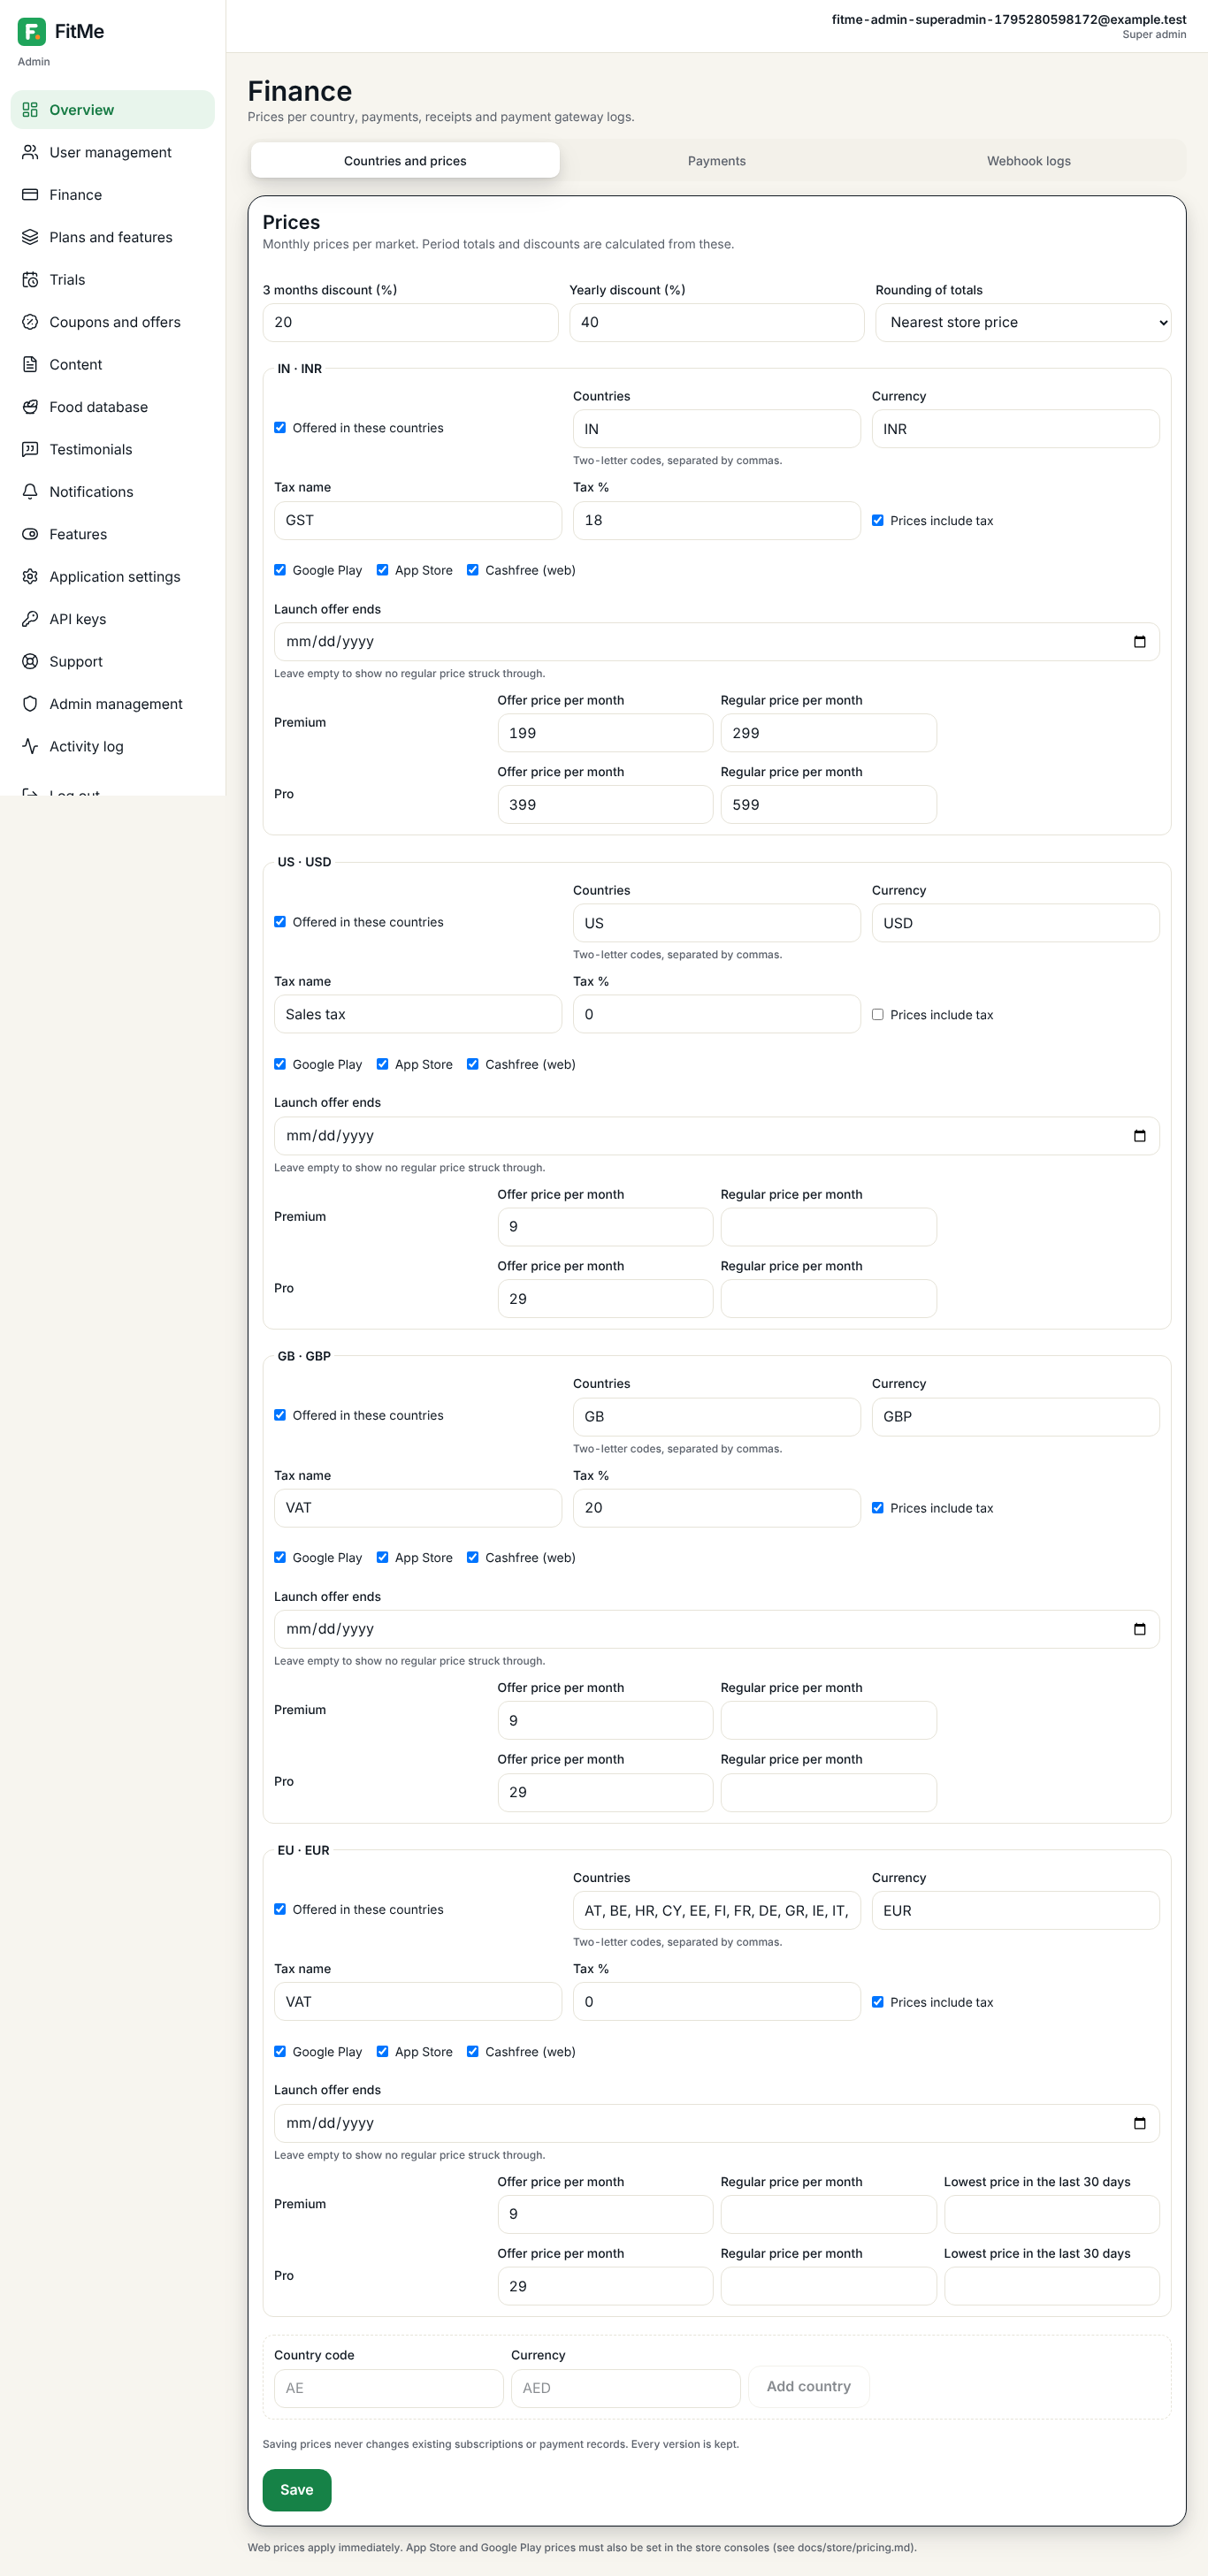 FitMe
Admin
Overview
User management
Finance
Plans and features
Trials
Coupons and offers
Content
Food database
Testimonials
Notifications
Features
Application settings
API keys
Support
Admin management
Activity log
Log out
fitme-admin-superadmin-1795280598172@example.test
Super admin
Finance
Prices per country, payments, receipts and payment gateway logs.
Countries and prices Payments Webhook logs
Prices
Monthly prices per market. Period totals and discounts are calculated from these.
3 months discount (%) Yearly discount (%) Rounding of totals
20 40 Nearest store price
IN · INR
Countries Currency
Offered in these countries IN INR
Two-letter codes, separated by commas.
Tax name Tax %
GST 18 Prices include tax
Google Play App Store Cashfree (web)
Launch offer ends
mm/dd/yyyy
Leave empty to show no regular price struck through.
Offer price per month Regular price per month
Premium 199 299
Offer price per month Regular price per month
Pro 399 599
US · USD
Countries Currency
Offered in these countries US USD
Two-letter codes, separated by commas.
Tax name Tax %
Sales tax 0 Prices include tax
Google Play App Store Cashfree (web)
Launch offer ends
mm/dd/yyyy
Leave empty to show no regular price struck through.
Offer price per month Regular price per month
Premium 9
Offer price per month Regular price per month
Pro 29
GB · GBP
Countries Currency
Offered in these countries GB GBP
Two-letter codes, separated by commas.
Tax name Tax %
VAT 20 Prices include tax
Google Play App Store Cashfree (web)
Launch offer ends
mm/dd/yyyy
Leave empty to show no regular price struck through.
Offer price per month Regular price per month
Premium 9
Offer price per month Regular price per month
Pro 29
EU · EUR
Countries Currency
Offered in these countries AT, BE, HR, CY, EE, FI, FR, DE, GR, IE, IT, EUR
Two-letter codes, separated by commas.
Tax name Tax %
VAT 0 Prices include tax
Google Play App Store Cashfree (web)
Launch offer ends
mm/dd/yyyy
Leave empty to show no regular price struck through.
Offer price per month Regular price per month Lowest price in the last 30 days
Premium 9
Offer price per month Regular price per month Lowest price in the last 30 days
Pro 29
Country code Currency
AE AED Add country
Saving prices never changes existing subscriptions or payment records. Every version is kept.
Save
Web prices apply immediately. App Store and Google Play prices must also be set in the store consoles (see docs/store/pricing.md).